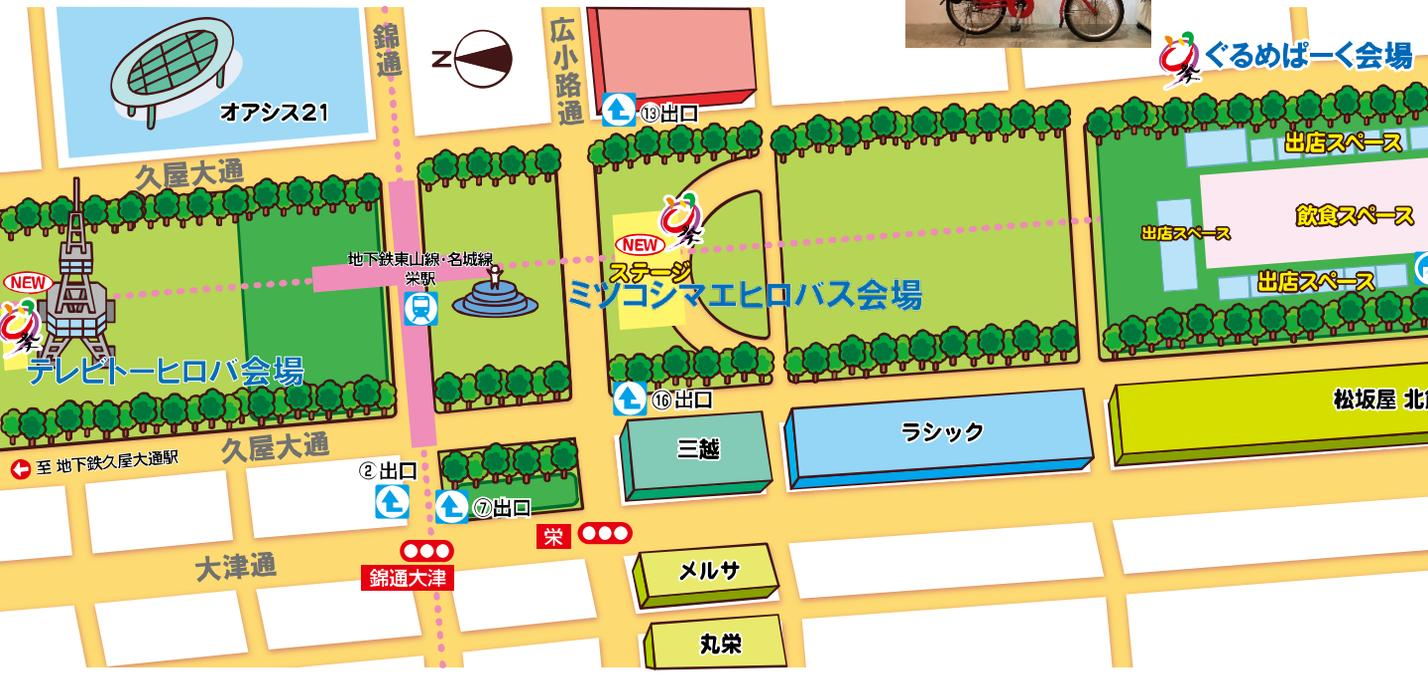 オアシス21
錦通
N
広小路通
⑬出口
ぐるめぱーく会場
久屋大通
出店スペース
飲食スペース
出店スペース
出店スペース
地下鉄東山線・名城線
栄駅
NEW
ステージ
ミツコシマエヒロバス会場
NEW
テレビトーヒロバ会場
久屋大通
至 地下鉄久屋大通駅
②出口
⑦出口
⑯出口
三越
ラシック
松坂屋 北
栄
大津通
錦通大津
メルサ
丸栄